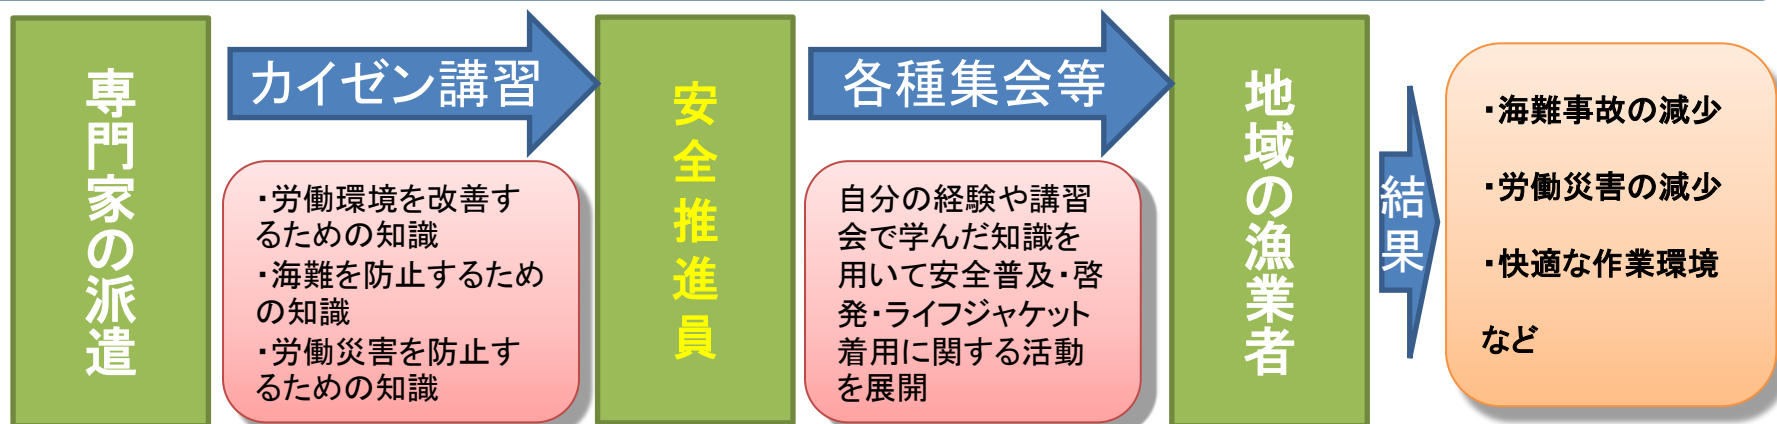 専門家の派遣
カイゼン講習
・労働環境を改善す
るための知識
・海難を防止するため
の知識
・労働災害を防止す
るための知識
安全推進員
各種集会等
自分の経験や講習
会で学んだ知識を
用いて安全普及・啓
発・ライフジャケット
着用に関する活動
を展開
地域の漁業者
結果
・海難事故の減少
・労働災害の減少
・快適な作業環境
など